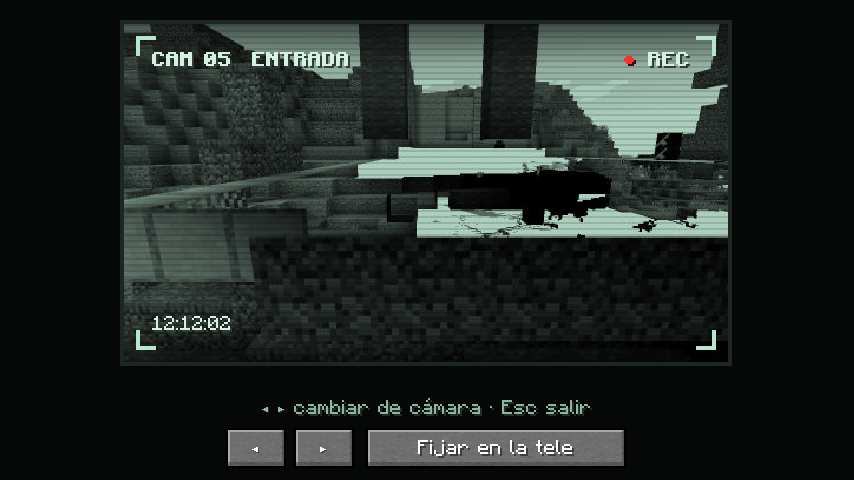 CAM 05 ENTRADA
REC
12:12:02
◂ ▸ cambiar de cámara · Esc salir
◂ ▸ Fijar en la tele